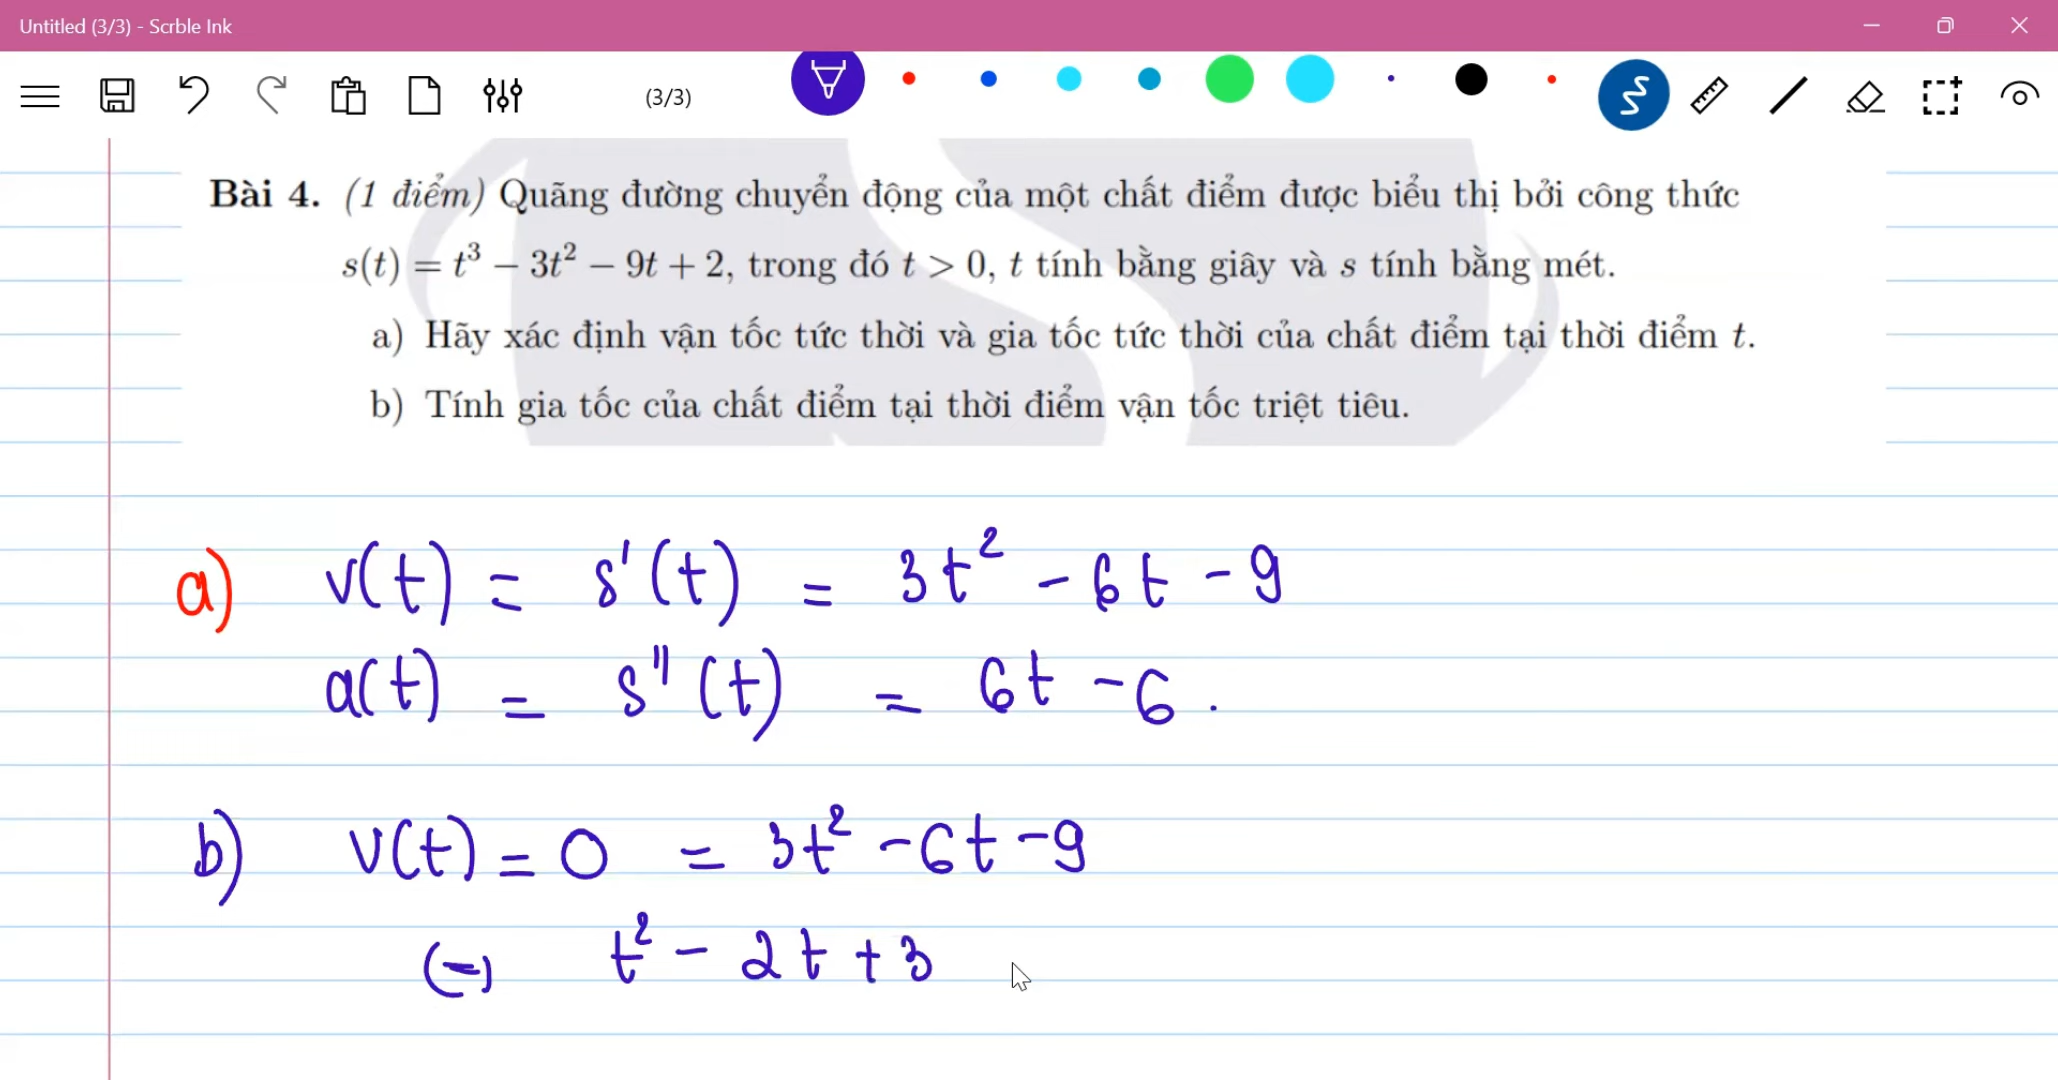 Untitled (3/3) - Scrble Ink
(3/3)
Bài 4. (1 điểm) Quãng đường chuyển động của một chất điểm được biểu thị bởi công thức
s(t) = t³ − 3t² − 9t + 2, trong đó t > 0, t tính bằng giây và s tính bằng mét.
a) Hãy xác định vận tốc tức thời và gia tốc tức thời của chất điểm tại thời điểm t.
b) Tính gia tốc của chất điểm tại thời điểm vận tốc triệt tiêu.
a) v(t) = s'(t) = 3t² - 6t - 9
a(t) = s''(t) = 6t - 6.
b) v(t) = 0 = 3t² - 6t - 9
(=) t² - 2t + 3